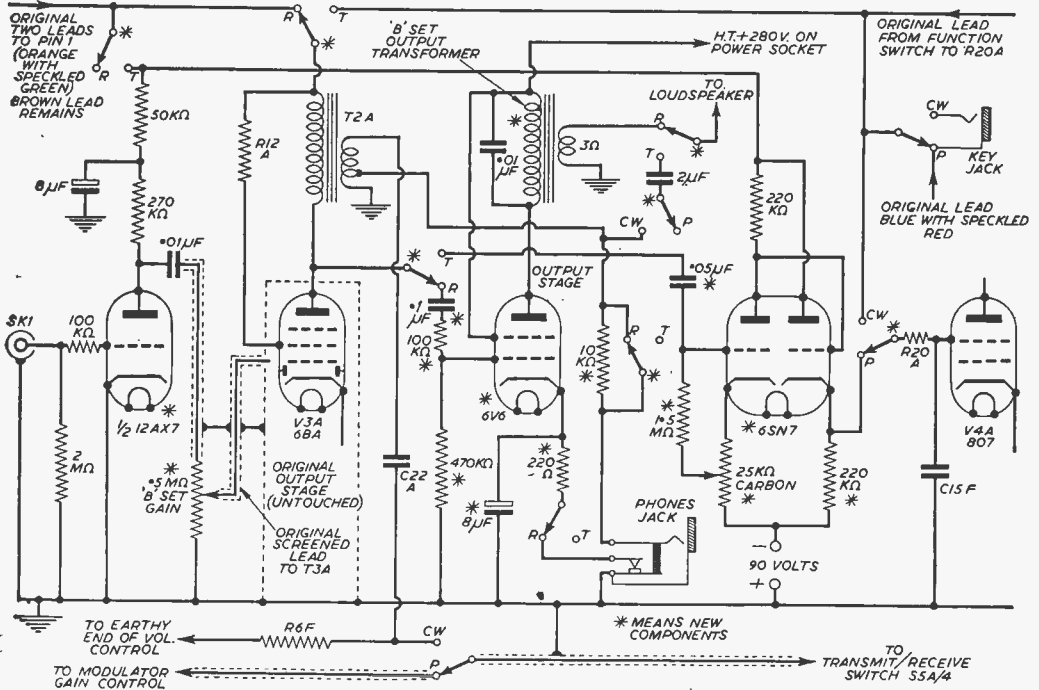 ORIGINAL
TWO LEADS
TO PIN 1
(ORANGE
WITH
SPECKLED
GREEN)
BROWN LEAD
REMAINS
R
*
R
T
R
T
*
'B' SET
OUTPUT
TRANSFORMER
H.T.+280V. ON
POWER SOCKET
ORIGINAL LEAD
FROM FUNCTION
SWITCH TO R20A
TO
LOUDSPEAKER
CW
P
KEY
JACK
ORIGINAL LEAD
BLUE WITH SPECKLED
RED
50KΩ
8μF
270
KΩ
·01μF
R12
A
T2A
*
·01
μF
3Ω
R
*
T
2μF
*
P
CW
220
KΩ
SK1
100
KΩ
½ 12AX7
*
2
MΩ
*
·5MΩ
'B' SET
GAIN
V3A
6BA
ORIGINAL
OUTPUT
STAGE
(UNTOUCHED)
ORIGINAL
SCREENED
LEAD
TO T3A
*
T
R
·1
μF
*
100
KΩ
*
OUTPUT
STAGE
*
6V6
470KΩ
*
C22
A
*
8μF
220
Ω
*
R
T
10
KΩ
*
R
T
*
·05μF
*
*
1·5
MΩ
*6SN7
25KΩ
CARBON
*
220
KΩ
*
PHONES
JACK
−
90 VOLTS
+
CW
*
P
R20
A
V4A
807
C15F
* MEANS NEW
COMPONENTS
TO EARTHY
END OF VOL.
CONTROL
R6F
CW
P
TO MODULATOR
GAIN CONTROL
TO
TRANSMIT/RECEIVE
SWITCH S5A/4